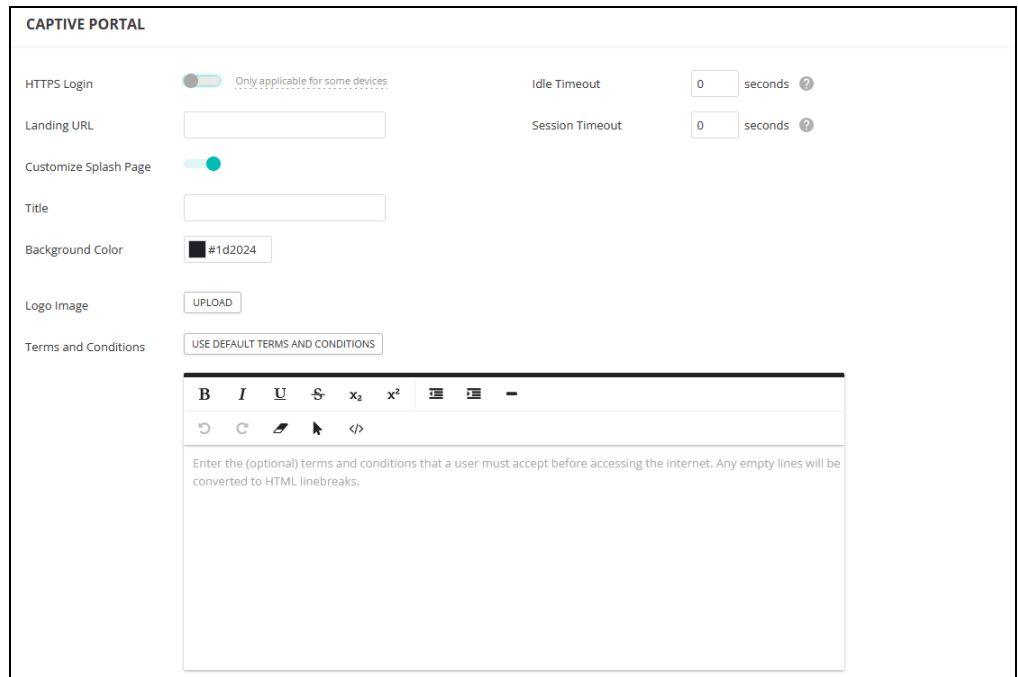 CAPTIVE PORTAL
HTTPS Login
Only applicable for some devices
Idle Timeout
0 seconds ?
Landing URL
Session Timeout
0 seconds ?
Customize Splash Page
Title
Background Color
#1d2024
Logo Image
UPLOAD
Terms and Conditions
USE DEFAULT TERMS AND CONDITIONS
B I U S x₂ x²
</>
Enter the (optional) terms and conditions that a user must accept before accessing the internet. Any empty lines will be
converted to HTML linebreaks.